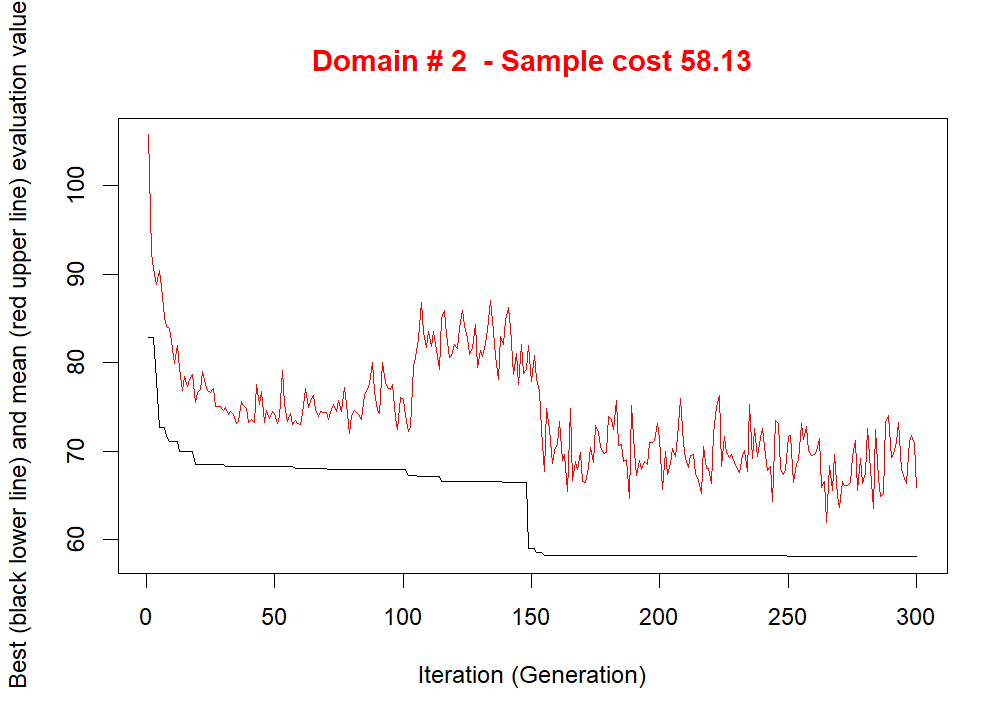 Domain # 2  - Sample cost 58.13
Best (black lower line) and mean (red upper line) evaluation value
100
90
80
70
60
0 50 100 150 200 250 300
Iteration (Generation)